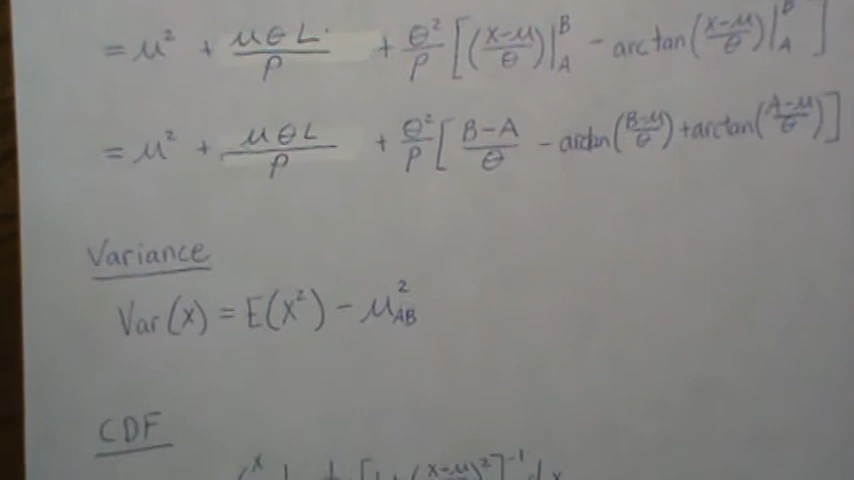 = μ² + μθL/ρ + θ²/ρ [ ((x-μ)/θ)|_A^B - arctan((x-μ)/θ)|_A^B ]
= μ² + μθL/ρ + θ²/ρ [ (B-A)/θ - arctan((B-μ)/θ) + arctan((A-μ)/θ) ]
Variance
Var(x) = E(x²) - μ_AB²
CDF